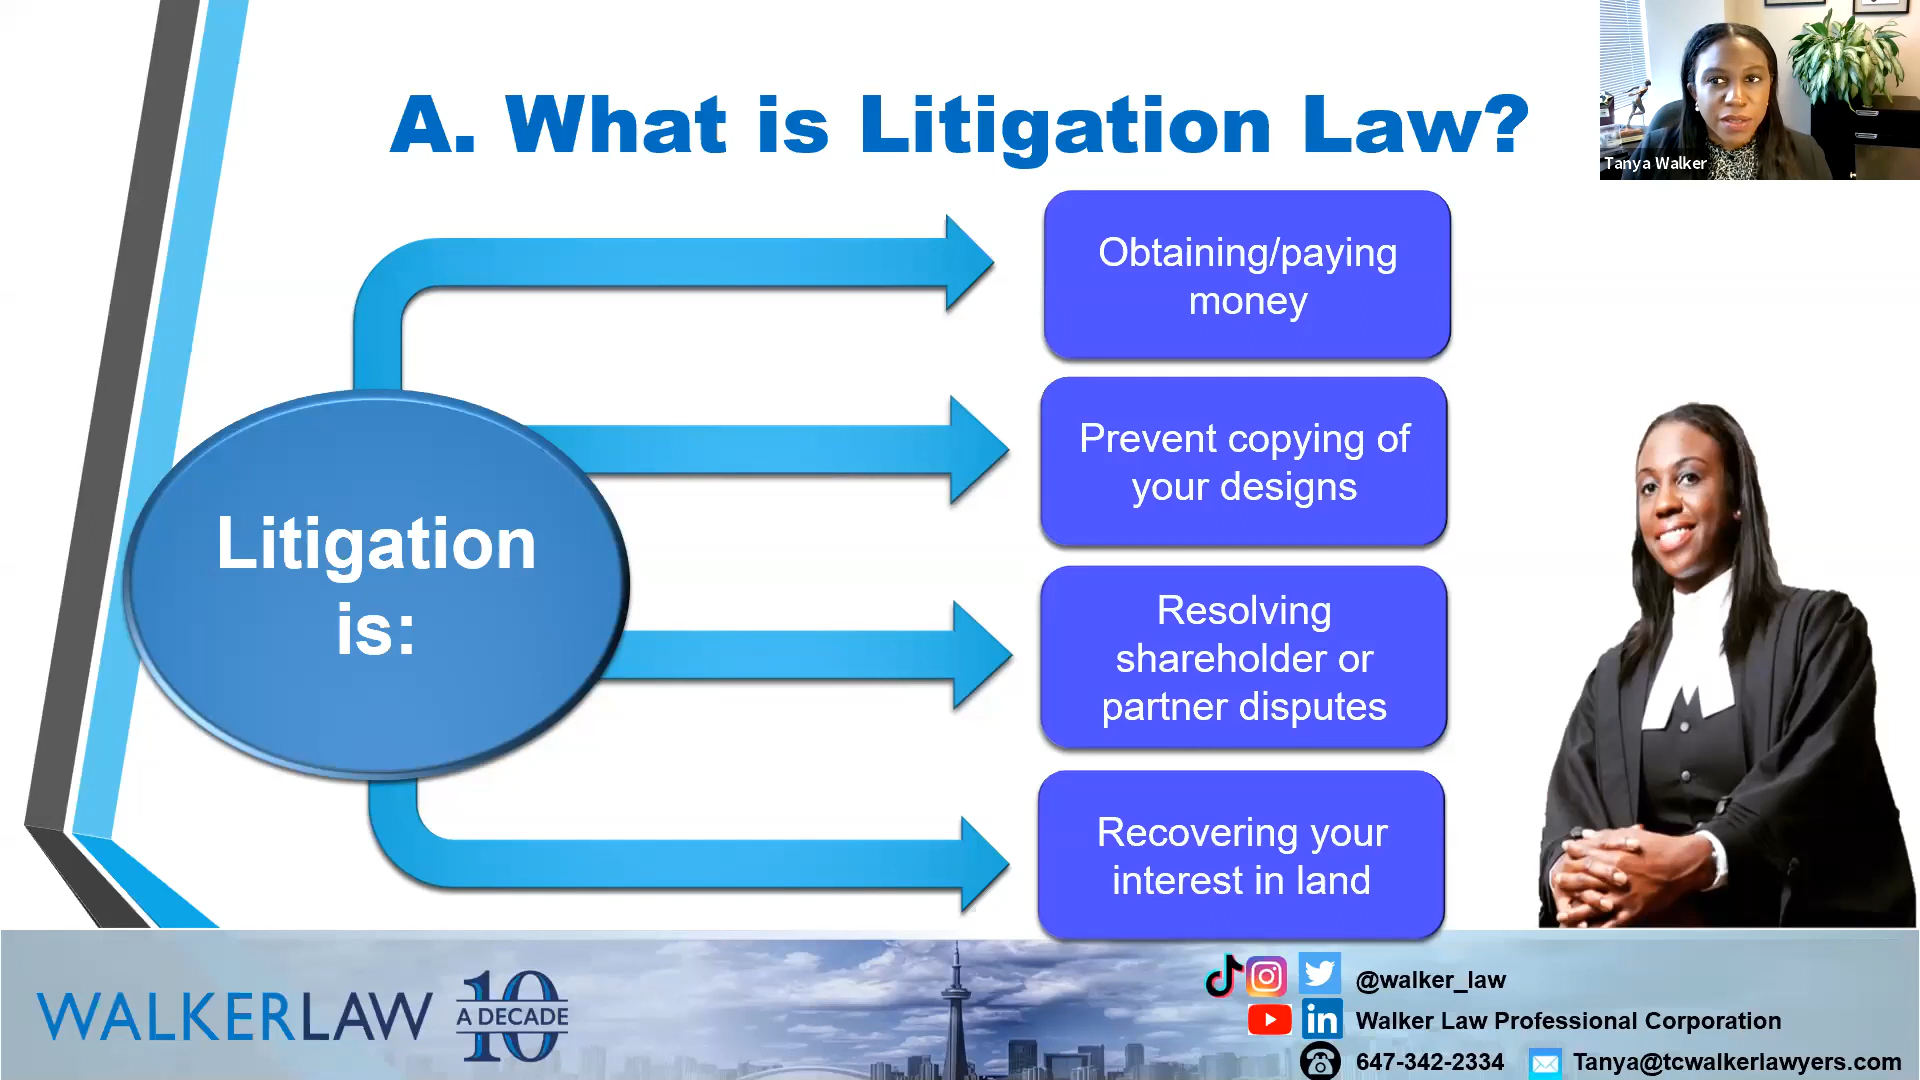 A. What is Litigation Law?
Tanya Walker
Litigation
is:
Obtaining/paying
money
Prevent copying of
your designs
Resolving
shareholder or
partner disputes
Recovering your
interest in land
WALKERLAW
10
A DECADE
@walker_law
Walker Law Professional Corporation
647-342-2334
Tanya@tcwalkerlawyers.com